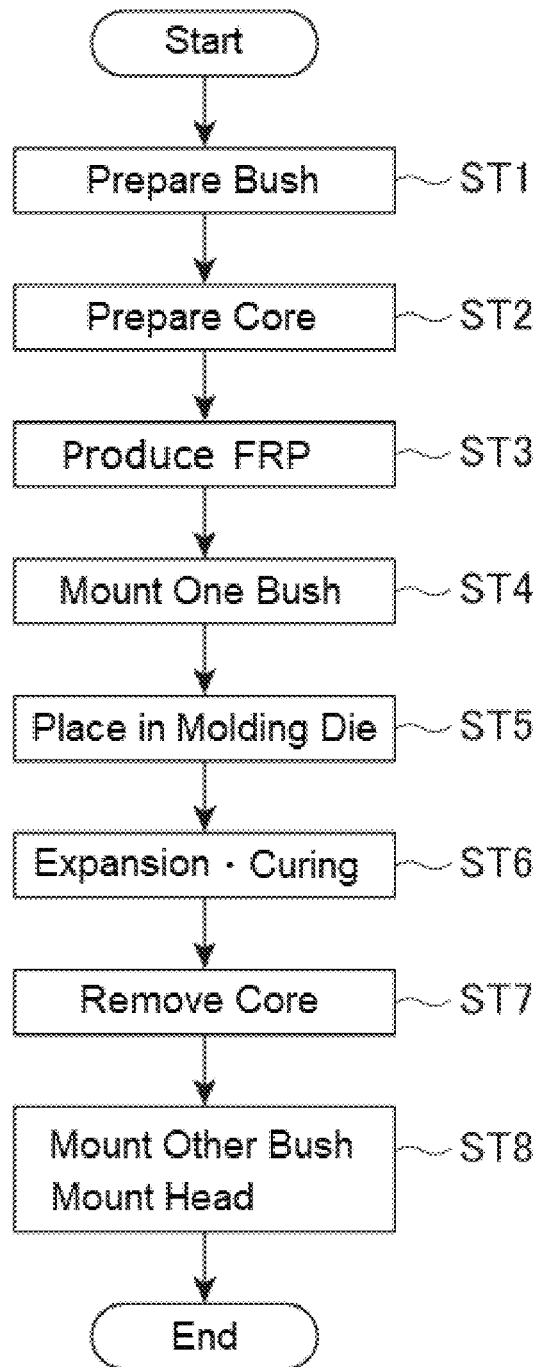 Start
Prepare Bush ST1
Prepare Core ST2
Produce FRP ST3
Mount One Bush ST4
Place in Molding Die ST5
Expansion · Curing ST6
Remove Core ST7
Mount Other Bush ST8
Mount Head
End